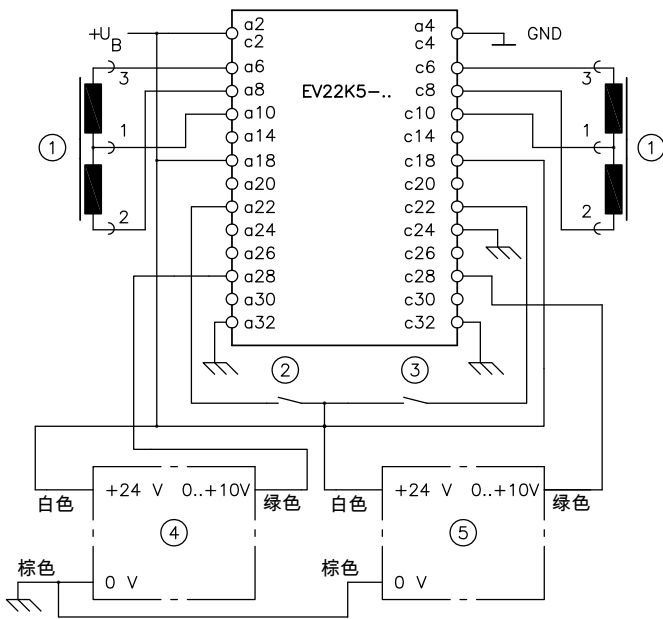 +U_B
a2
c2
a4
c4
GND
3
a6
c6
3
a8
EV22K5-..
c8
1
a10
c10
1
①
a14
c14
①
a18
c18
2
a20
c20
2
a22
c22
a24
c24
a26
c26
a28
c28
a30
c30
a32
c32
②
③
白色
+24 V 0..+10V
绿色
白色
+24 V 0..+10V
绿色
④
⑤
棕色
0 V
棕色
0 V